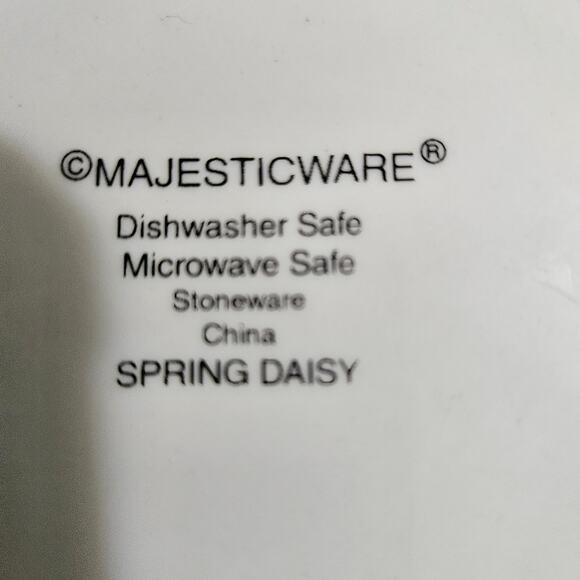 ©MAJESTICWARE®
Dishwasher Safe
Microwave Safe
Stoneware
China
SPRING DAISY